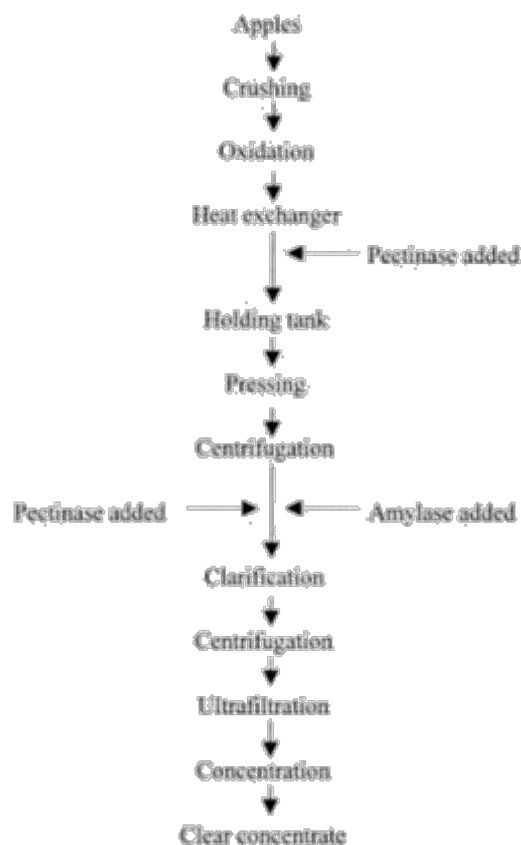 Apples
Crushing
Oxidation
Heat exchanger
Pectinase added
Holding tank
Pressing
Centrifugation
Pectinase added
Amylase added
Clarification
Centrifugation
Ultrafiltration
Concentration
Clear concentrate